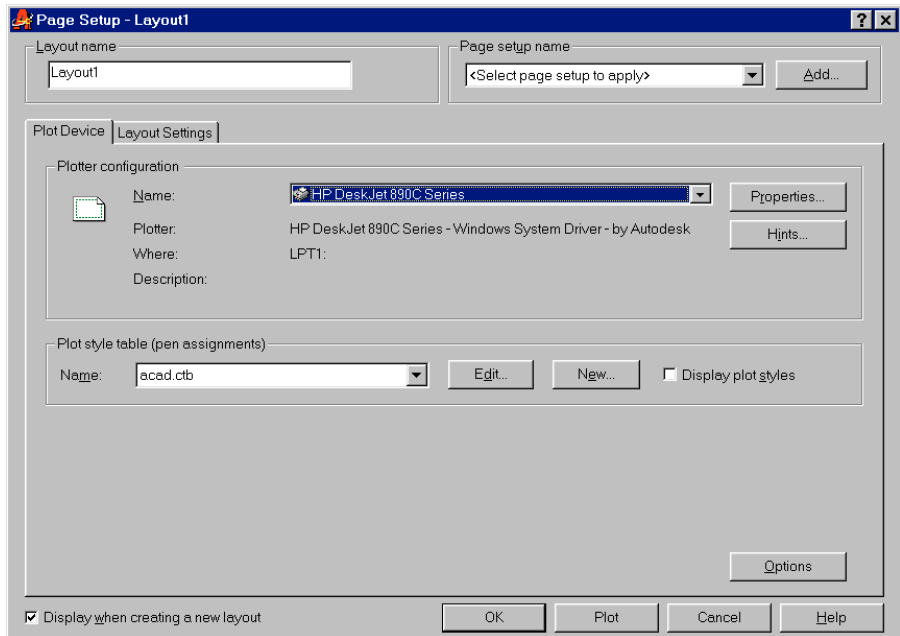 Page Setup - Layout1
Layout name
Page setup name
Layout1
<Select page setup to apply>
Add...
Plot Device
Layout Settings
Plotter configuration
Name:
HP DeskJet 890C Series
Properties...
Plotter:
HP DeskJet 890C Series - Windows System Driver - by Autodesk
Hints...
Where:
LPT1:
Description:
Plot style table (pen assignments)
Name:
acad.ctb
Edit...
New...
Display plot styles
Options
Display when creating a new layout
OK
Plot
Cancel
Help